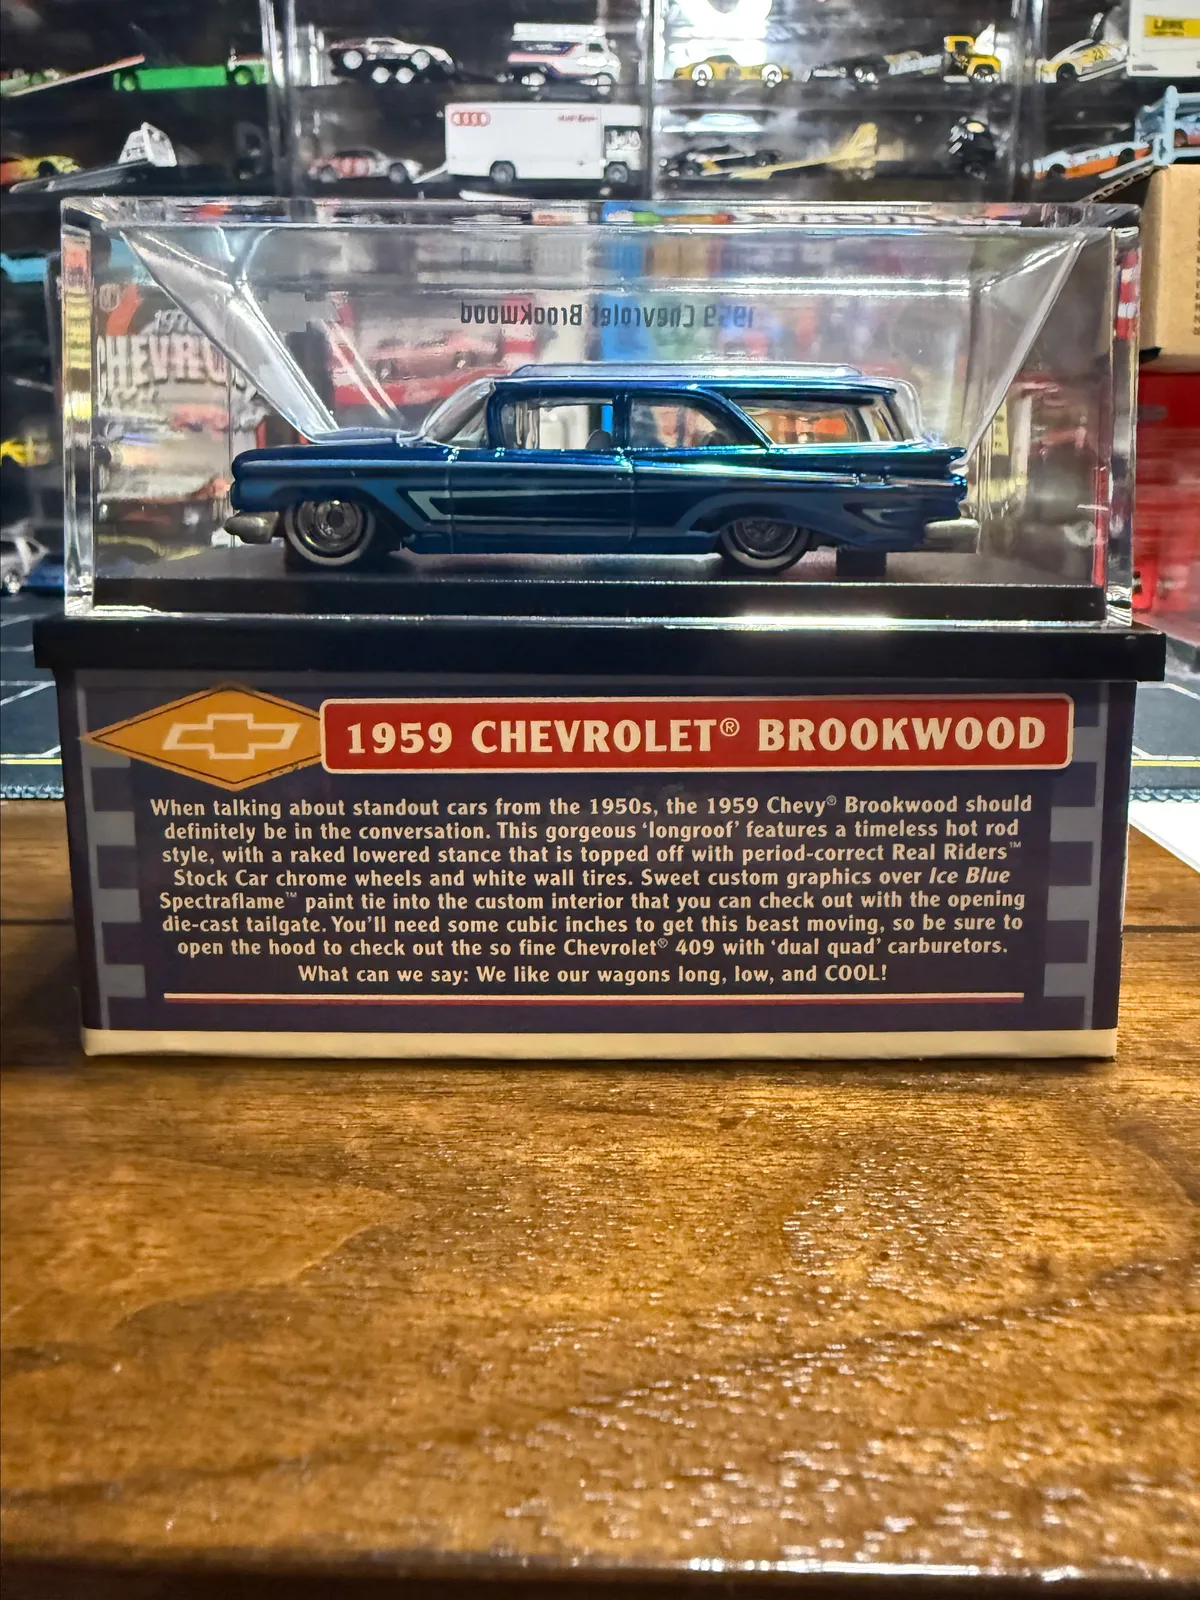 1959 Chevrolet Brookwood
CHEVROLET® 
1959 CHEVROLET® BROOKWOOD
When talking about standout cars from the 1950s, the 1959 Chevy® Brookwood should
definitely be in the conversation. This gorgeous ‘longroof’ features a timeless hot rod
style, with a raked lowered stance that is topped off with period-correct Real Riders™
Stock Car chrome wheels and white wall tires. Sweet custom graphics over Ice Blue
Spectraflame™ paint tie into the custom interior that you can check out with the opening
die-cast tailgate. You’ll need some cubic inches to get this beast moving, so be sure to
open the hood to check out the so fine Chevrolet® 409 with ‘dual quad’ carburetors.
What can we say: We like our wagons long, low, and COOL!